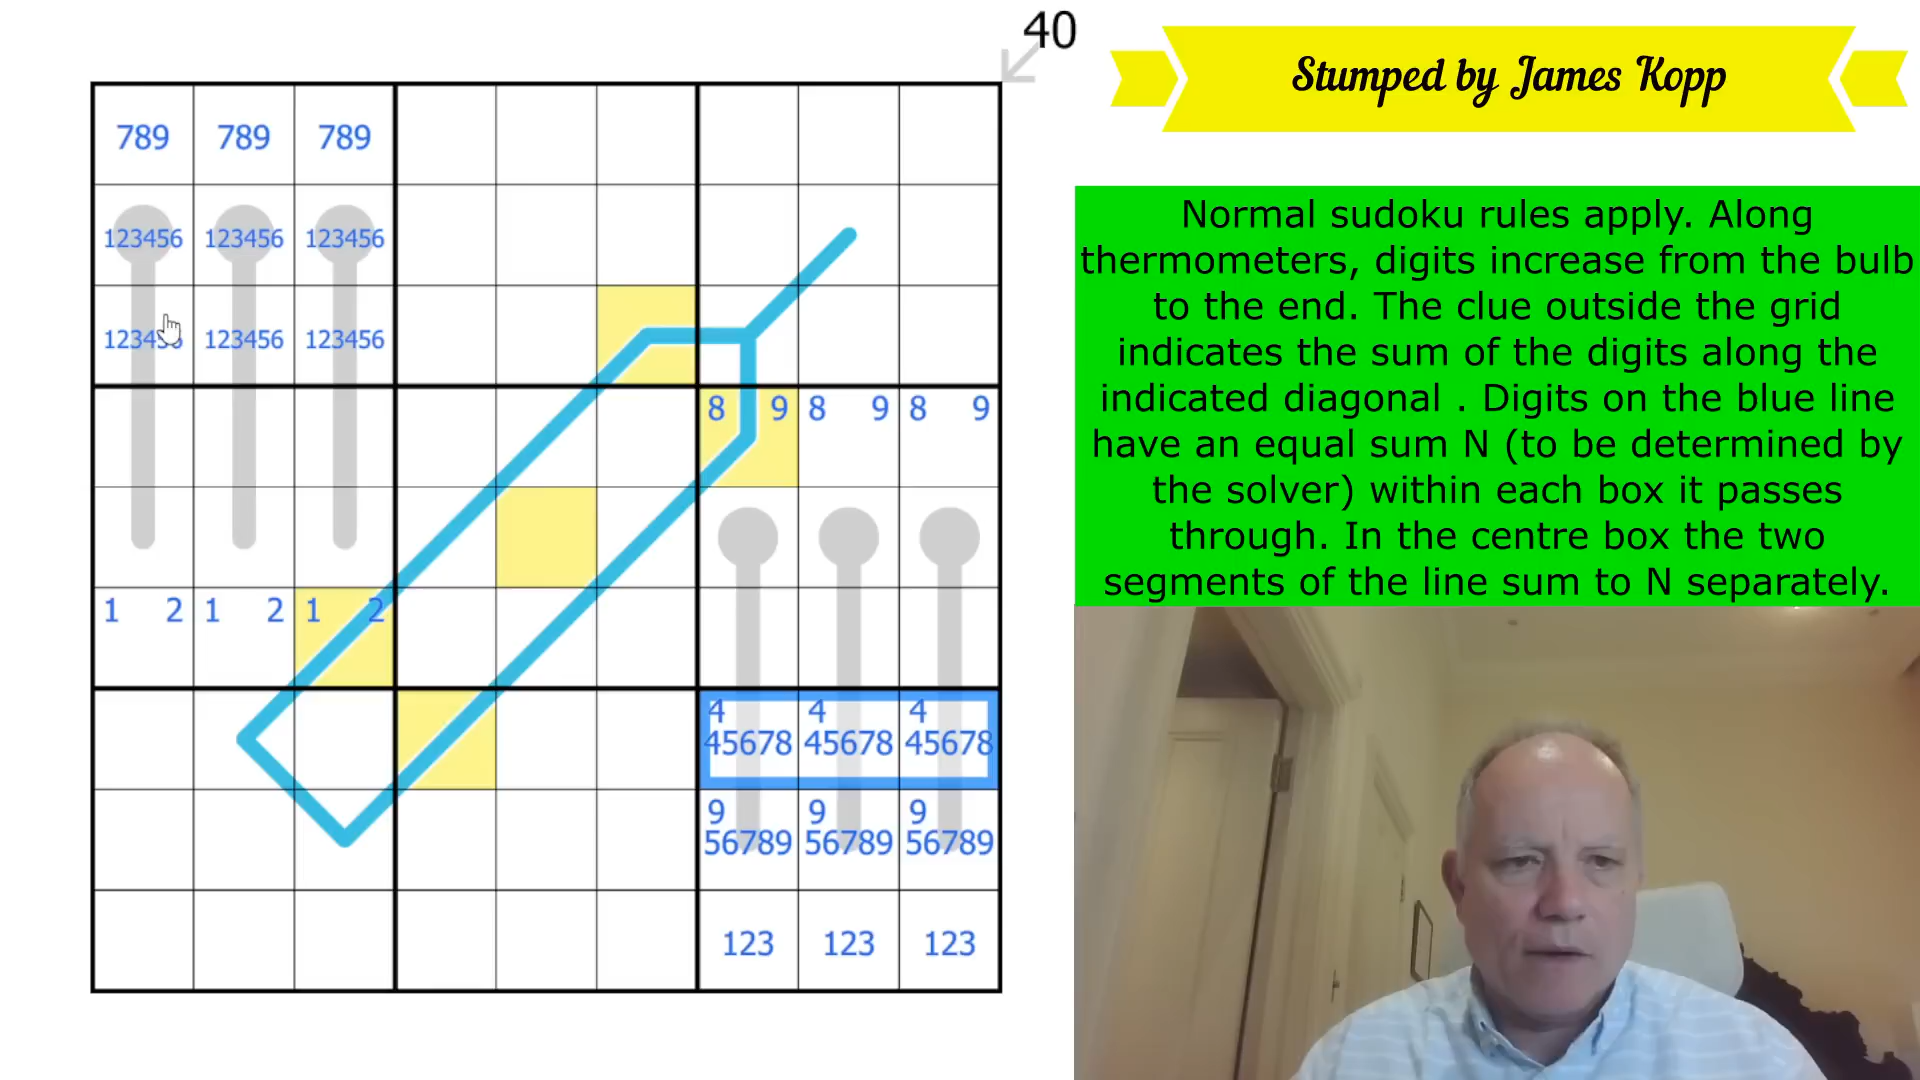 40
Stumped by James Kopp
789 789 789
123456 123456 123456
Normal sudoku rules apply. Along
thermometers, digits increase from the bulb
to the end. The clue outside the grid
indicates the sum of the digits along the
indicated diagonal . Digits on the blue line
have an equal sum N (to be determined by
the solver) within each box it passes
through. In the centre box the two
segments of the line sum to N separately.
123456 123456 123456
8 9 8 9 8 9
1 2 1 2 1 2
4 4 4
45678 45678 45678
9 9 9
56789 56789 56789
123 123 123